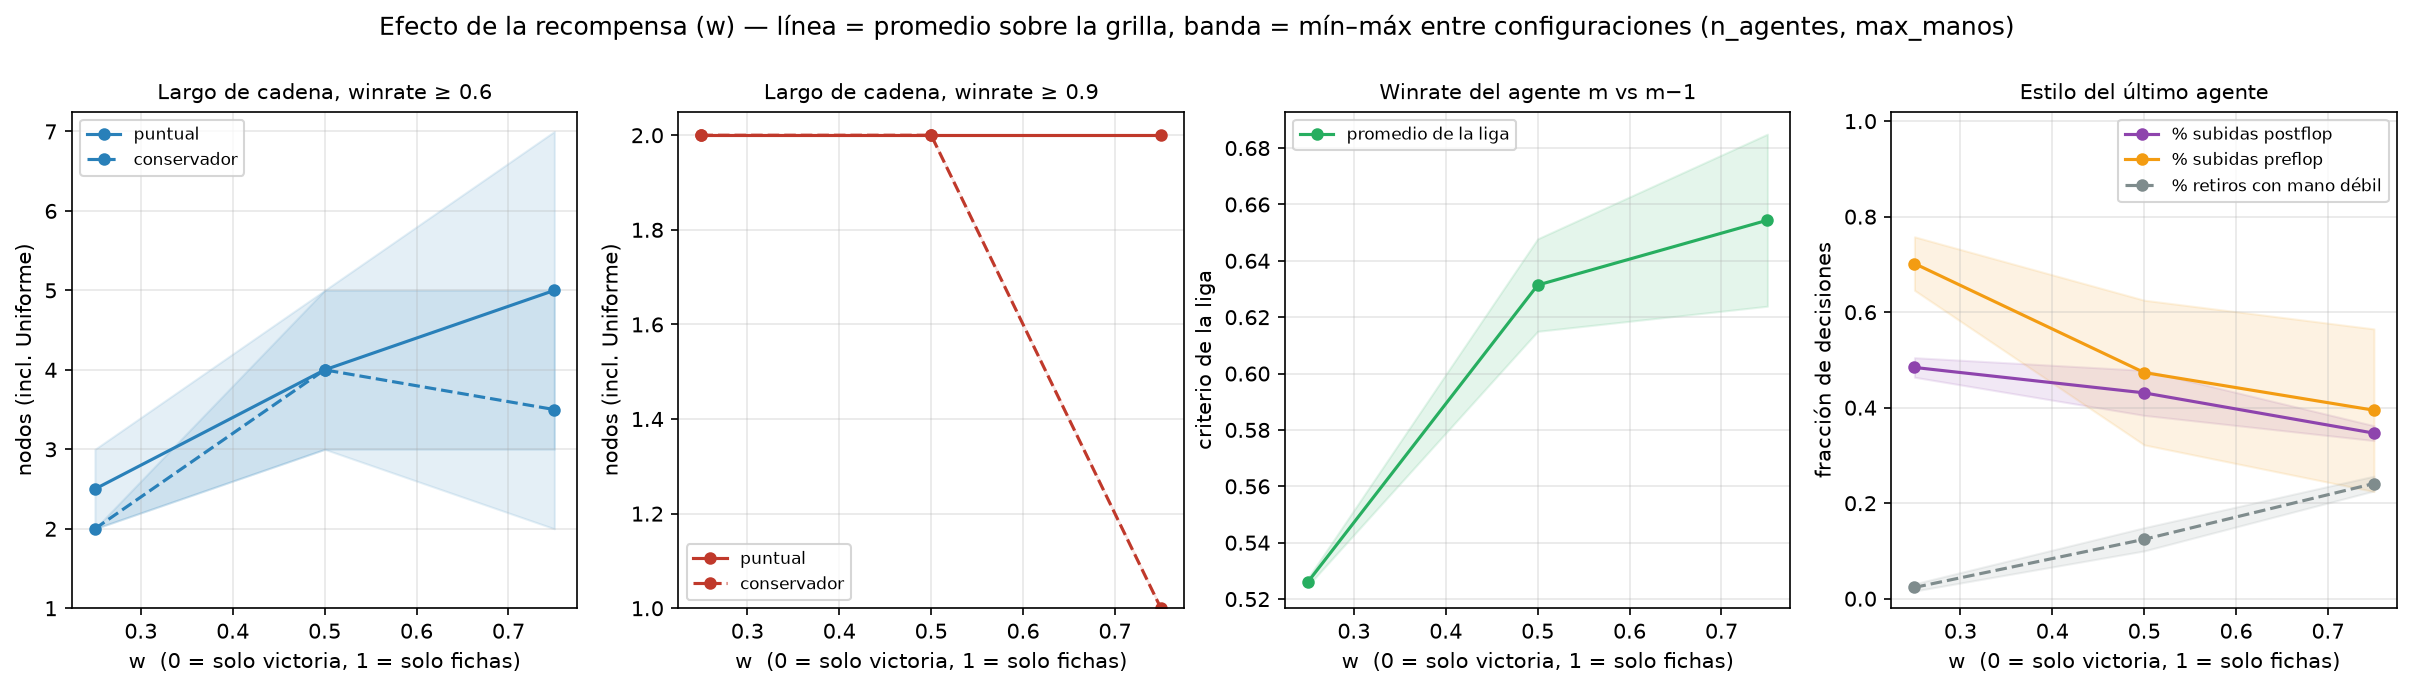 Efecto de la recompensa (w) — línea = promedio sobre la grilla, banda = mín–máx entre configuraciones (n_agentes, max_manos)
Largo de cadena, winrate ≥ 0.6
nodos (incl. Uniforme)
7
6
5
4
3
2
1
puntual
conservador
0.3 0.4 0.5 0.6 0.7
w (0 = solo victoria, 1 = solo fichas)
Largo de cadena, winrate ≥ 0.9
nodos (incl. Uniforme)
2.0
1.8
1.6
1.4
1.2
1.0
puntual
conservador
0.3 0.4 0.5 0.6 0.7
w (0 = solo victoria, 1 = solo fichas)
Winrate del agente m vs m−1
criterio de la liga
promedio de la liga
0.68
0.66
0.64
0.62
0.60
0.58
0.56
0.54
0.52
0.3 0.4 0.5 0.6 0.7
w (0 = solo victoria, 1 = solo fichas)
Estilo del último agente
fracción de decisiones
1.0
0.8
0.6
0.4
0.2
0.0
% subidas postflop
% subidas preflop
% retiros con mano débil
0.3 0.4 0.5 0.6 0.7
w (0 = solo victoria, 1 = solo fichas)